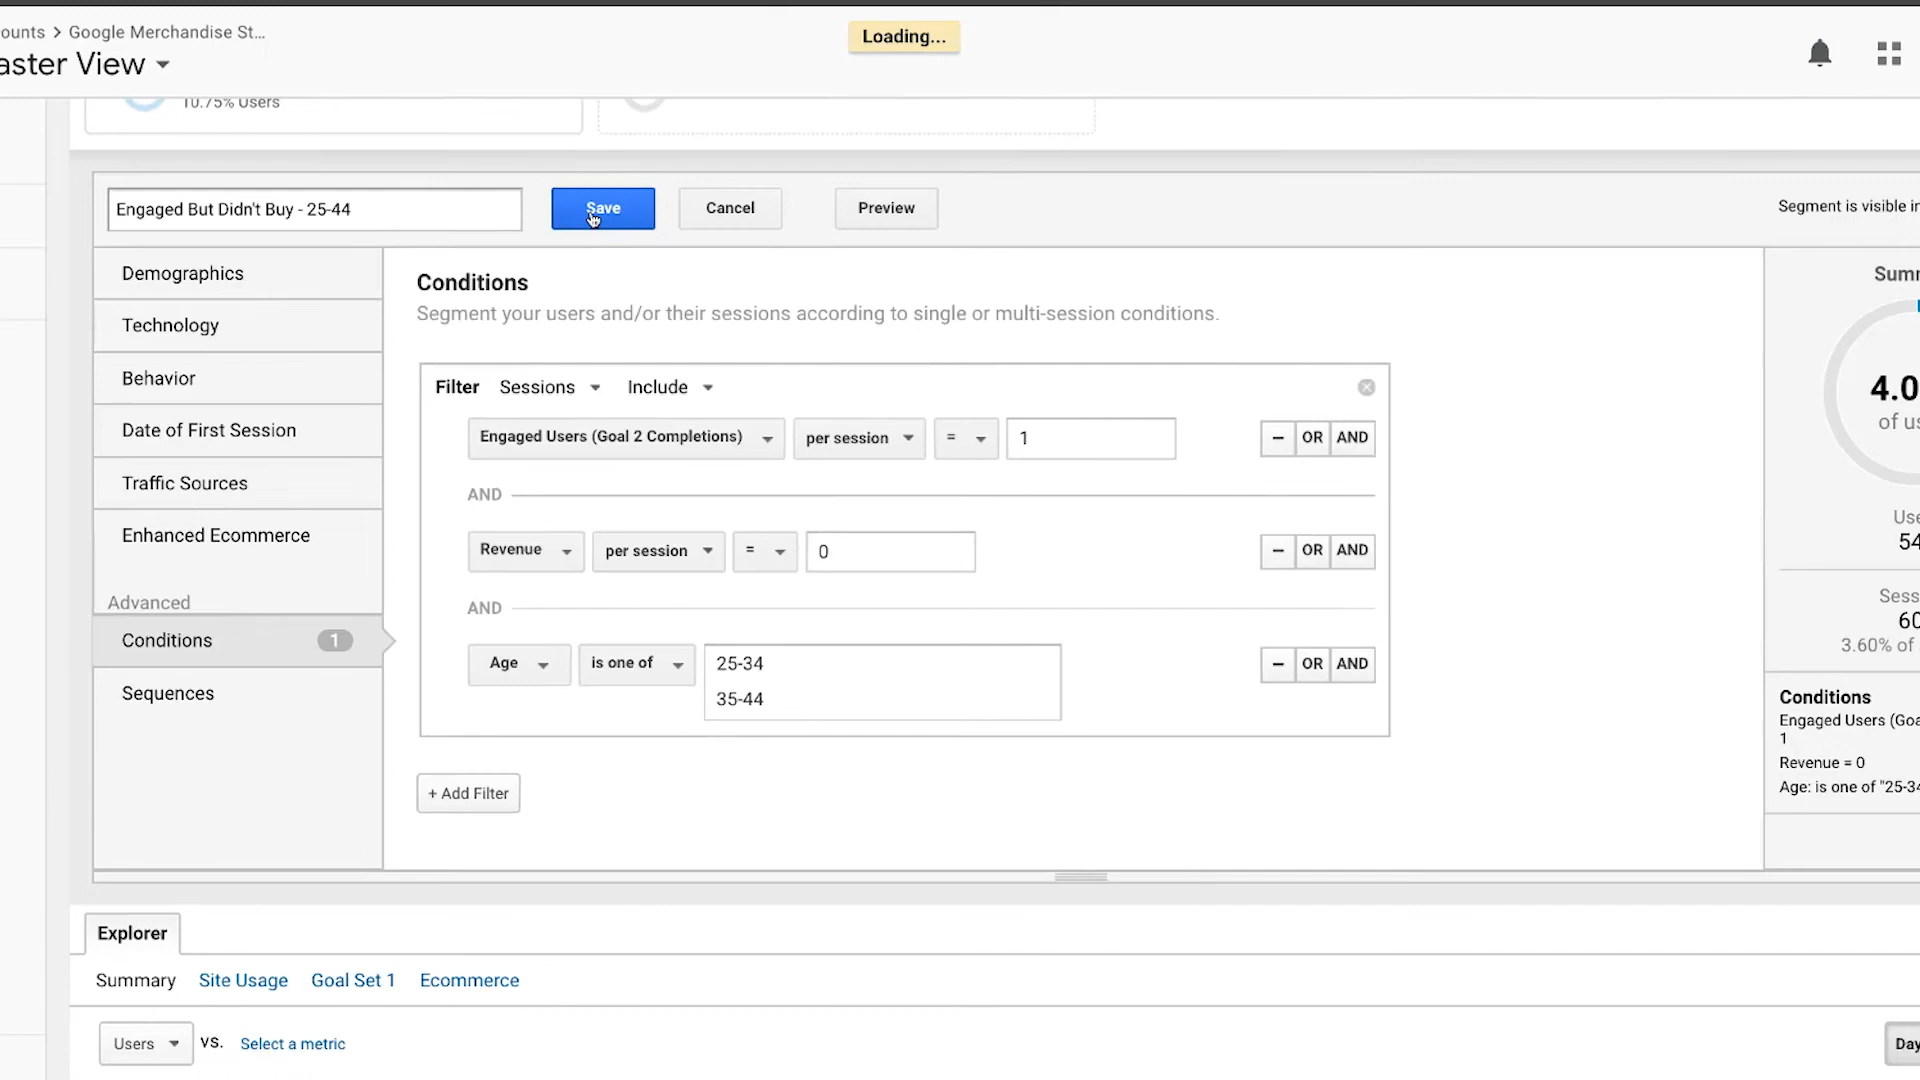 ounts > Google Merchandise St...
aster View
Loading...
10.75% Users
Engaged But Didn't Buy - 25-44
Save
Cancel
Preview
Segment is visible in
Demographics
Technology
Behavior
Date of First Session
Traffic Sources
Enhanced Ecommerce
Advanced
Conditions 1
Sequences
Conditions
Segment your users and/or their sessions according to single or multi-session conditions.
Filter Sessions Include
Engaged Users (Goal 2 Completions) per session = 1
- OR AND
AND
Revenue per session = 0
- OR AND
AND
Age is one of 25-34
35-44
- OR AND
+ Add Filter
Summ
4.0
of us
Use
54
Sess
60
3.60% of
Conditions
Engaged Users (Goa
1
Revenue = 0
Age: is one of "25-34
Explorer
Summary Site Usage Goal Set 1 Ecommerce
Users VS. Select a metric
Day